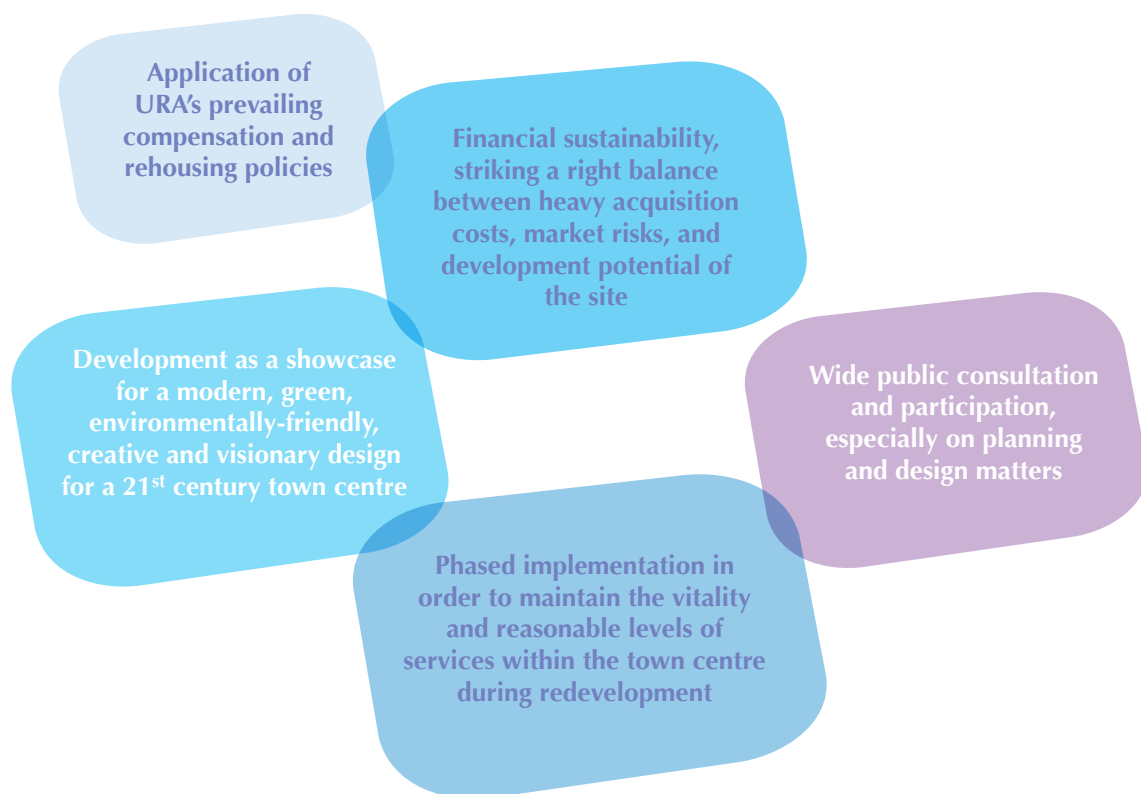 Application of
URA’s prevailing
compensation and
rehousing policies
Financial sustainability,
striking a right balance
between heavy acquisition
costs, market risks, and
development potential of
the site
Development as a showcase
for a modern, green,
environmentally-friendly,
creative and visionary design
for a 21st century town centre
Wide public consultation
and participation,
especially on planning
and design matters
Phased implementation in
order to maintain the vitality
and reasonable levels of
services within the town centre
during redevelopment